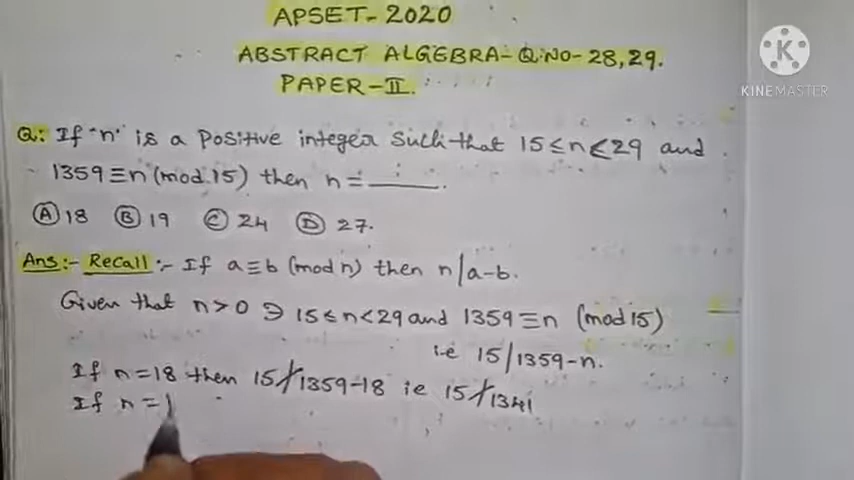 APSET-2020
ABSTRACT ALGEBRA-Q.NO-28,29.
PAPER-II.
K
KINEMASTER
Q: If 'n' is a positive integer such that 15≤n<29 and
1359≡n(mod 15) then n=______.
Ⓐ 18 Ⓑ 19 Ⓒ 24 Ⓓ 27.
Ans:- Recall:- If a≡b (mod n) then n|a-b.
Given that n>0 ∋ 15≤n<29 and 1359≡n (mod 15)
i.e 15/1359-n.
If n=18 then 15∤1359-18 ie 15∤1341
If n=1